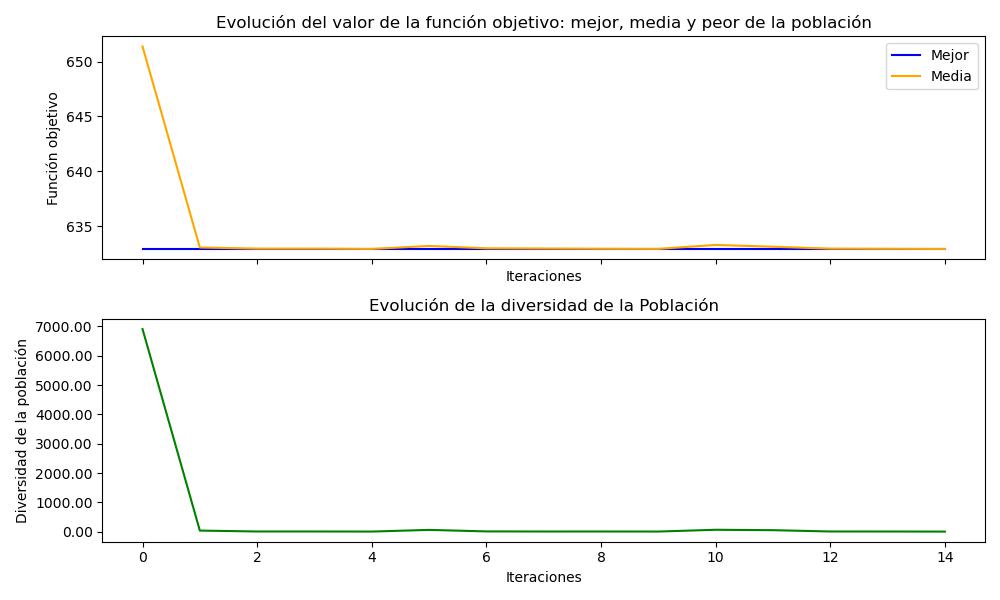 Evolución del valor de la función objetivo: mejor, media y peor de la población
Función objetivo
650
645
640
635
Mejor
Media
Iteraciones
Evolución de la diversidad de la Población
Diversidad de la población
7000.00
6000.00
5000.00
4000.00
3000.00
2000.00
1000.00
0.00
0 2 4 6 8 10 12 14
Iteraciones